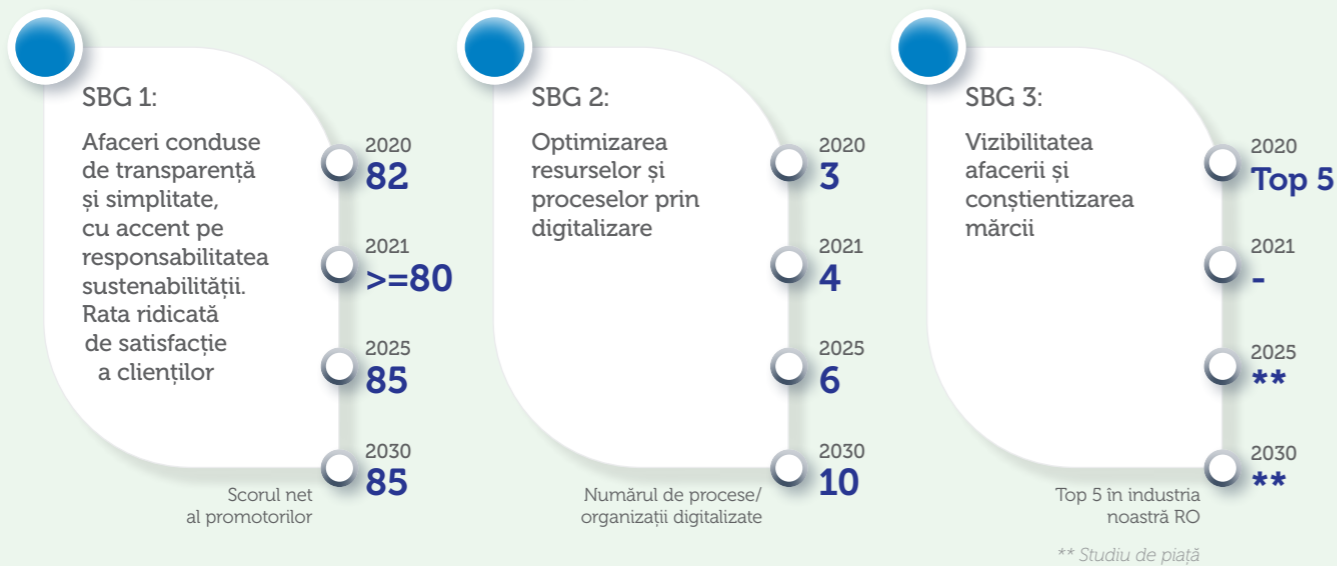 SBG 1:
Afaceri conduse
de transparență
și simplitate,
cu accent pe
responsabilitatea
sustenabilității.
Rata ridicată
de satisfacție
a clienților
2020
82
2021
>=80
2025
85
2030
85
Scorul net
al promotorilor
SBG 2:
Optimizarea
resurselor și
proceselor prin
digitalizare
2020
3
2021
4
2025
6
2030
10
Numărul de procese/
organizații digitalizate
SBG 3:
Vizibilitatea
afacerii și
conștientizarea
mărcii
2020
Top 5
2021
-
2025
**
2030
**
Top 5 în industria
noastră RO
** Studiu de piață